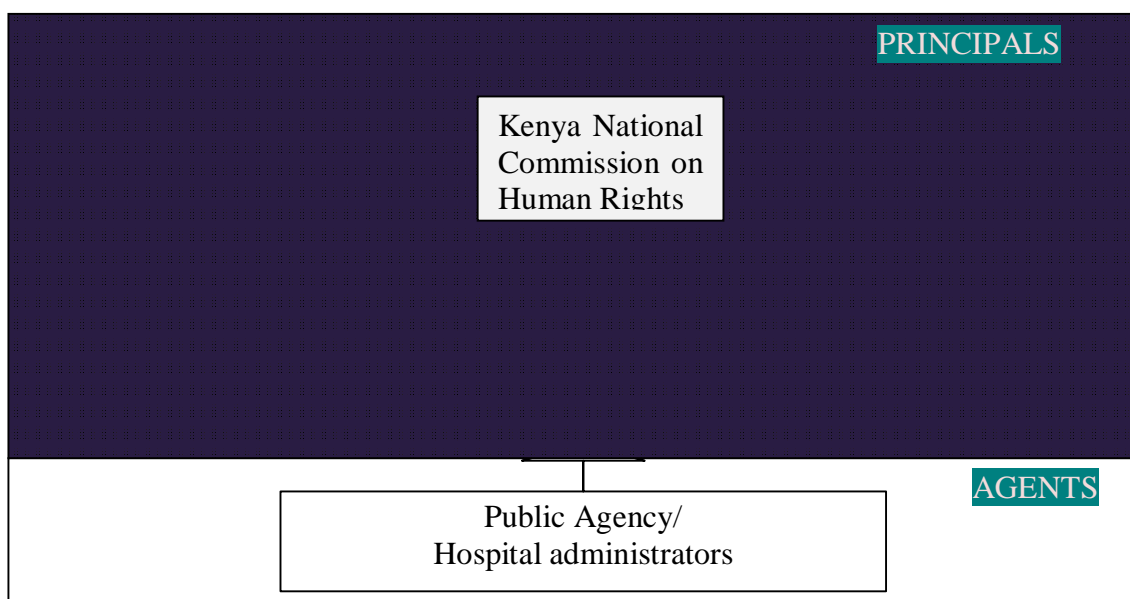 PRINCIPALS
Kenya National
Commission on
Human Rights
AGENTS
Public Agency/
Hospital administrators